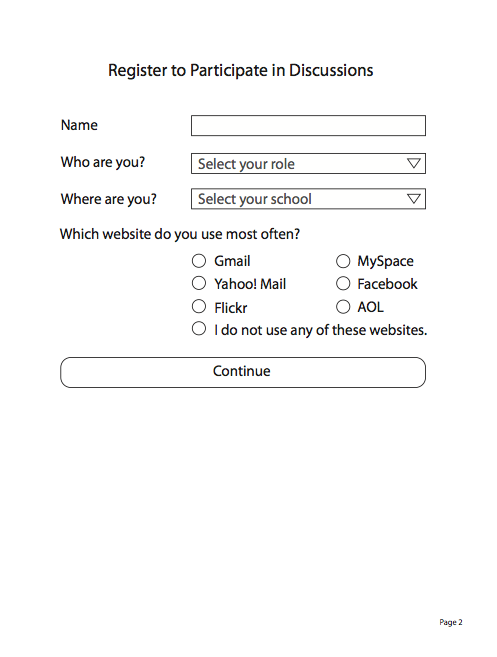 Register to Participate in Discussions
Name
Who are you? Select your role
Where are you? Select your school
Which website do you use most often?
Gmail MySpace
Yahoo! Mail Facebook
Flickr AOL
I do not use any of these websites.
Continue
Page 2